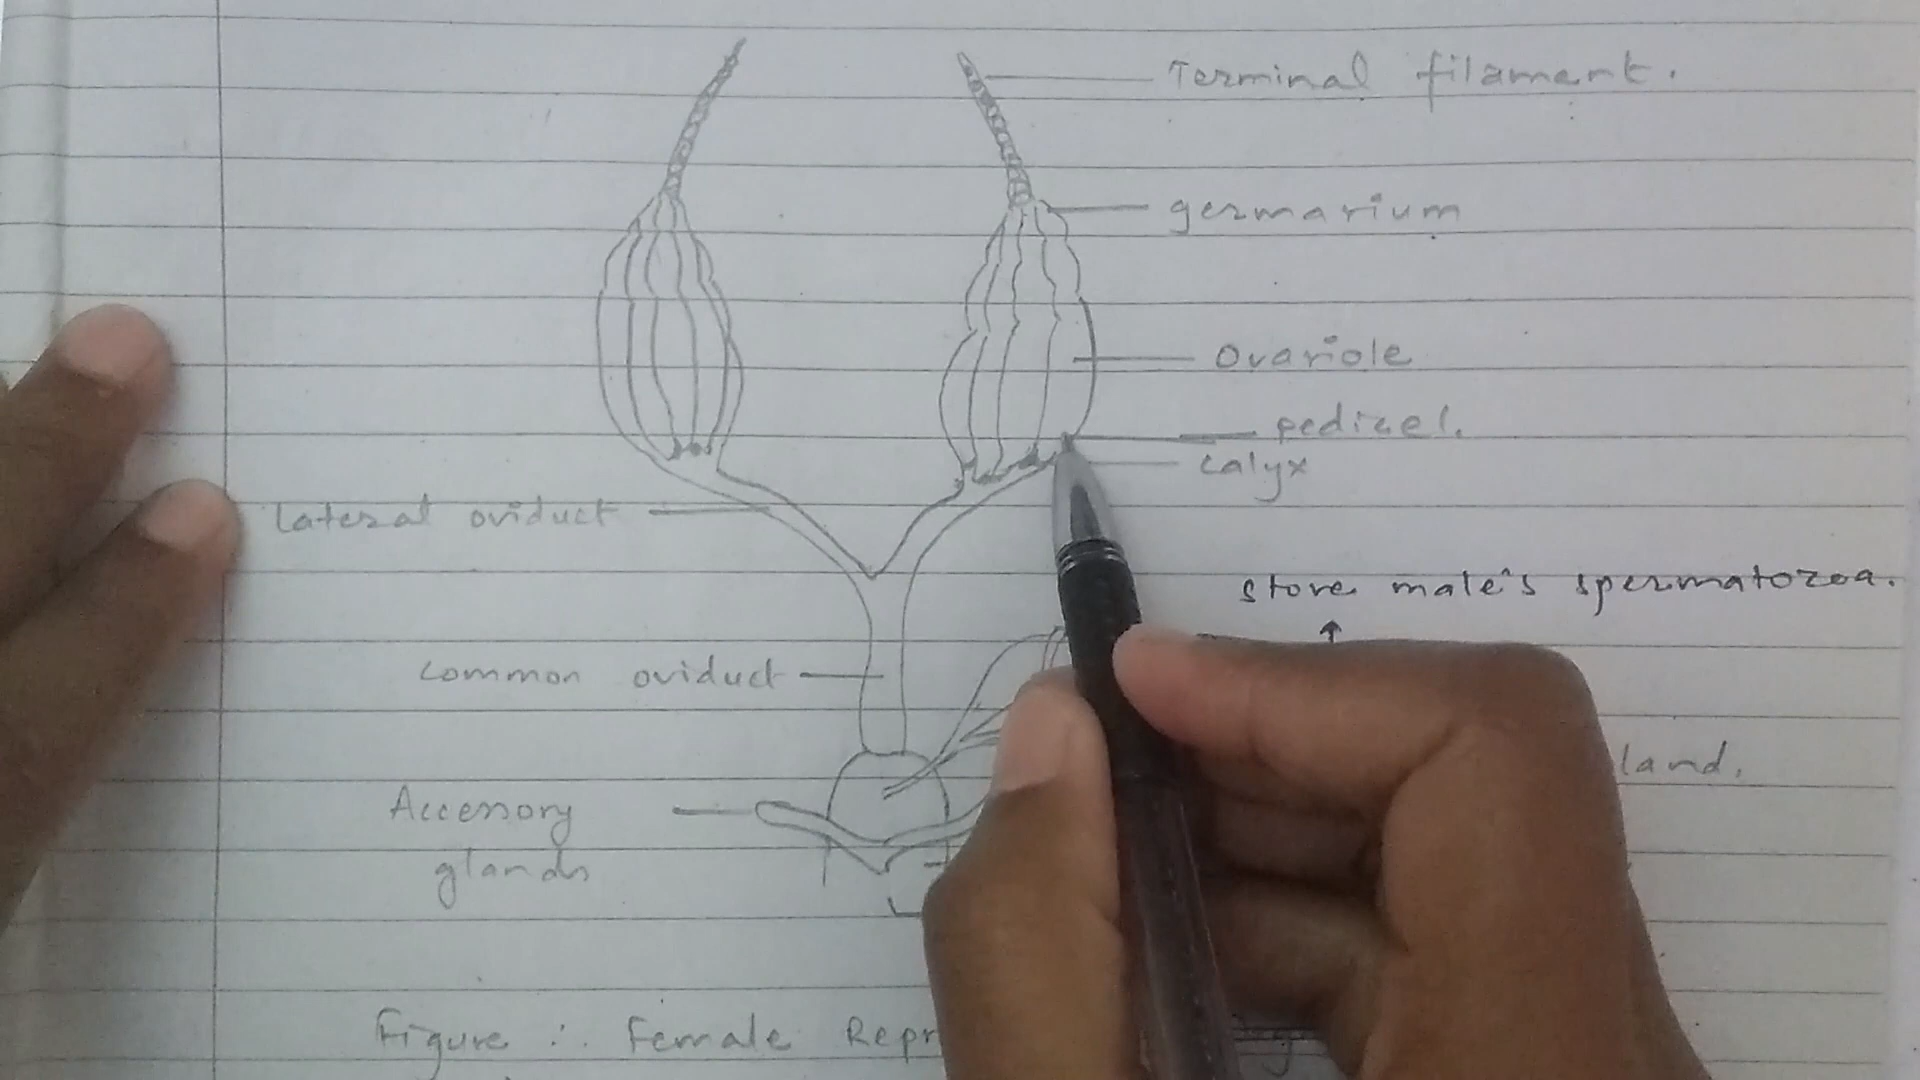 Terminal filament.
germarium
Ovariole
pedicel.
calyx
Lateral oviduct
store male's spermatozoa.
↑
common oviduct
land.
Accessory
glands
Figure : Female Repr